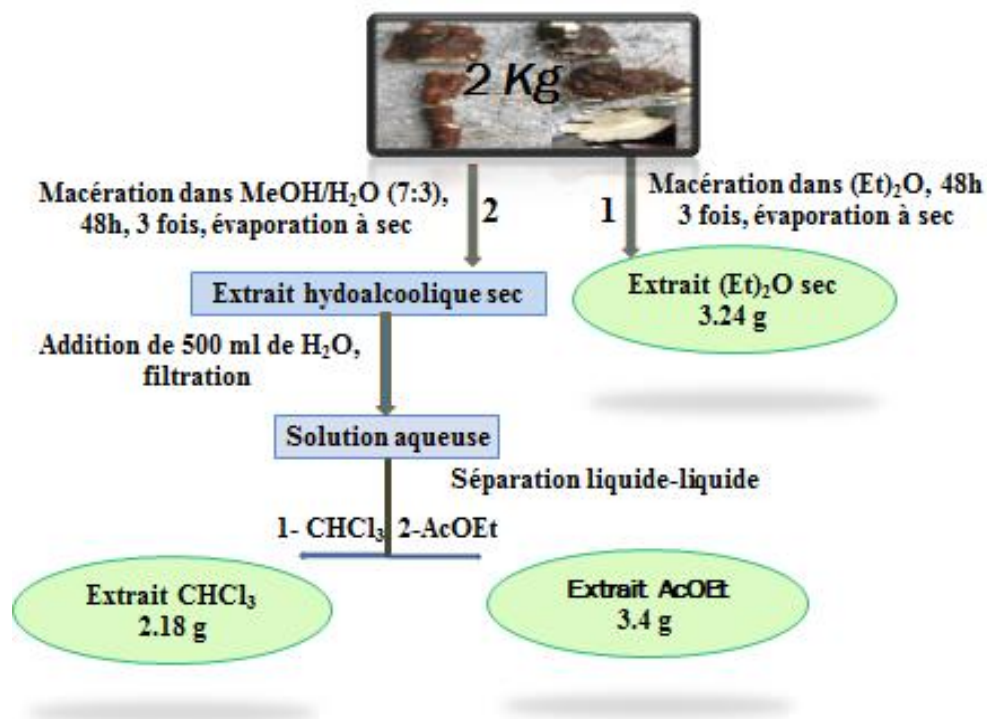 2 Kg
Macération dans MeOH/H₂O (7:3),
48h, 3 fois, évaporation à sec
2
1
Macération dans (Et)₂O, 48h
3 fois, évaporation à sec
Extrait hydoalcoolique sec
Extrait (Et)₂O sec
3.24 g
Addition de 500 ml de H₂O,
filtration
Solution aqueuse
Séparation liquide-liquide
1- CHCl₃ 2-AcOEt
Extrait CHCl₃
2.18 g
Extrait AcOEt
3.4 g